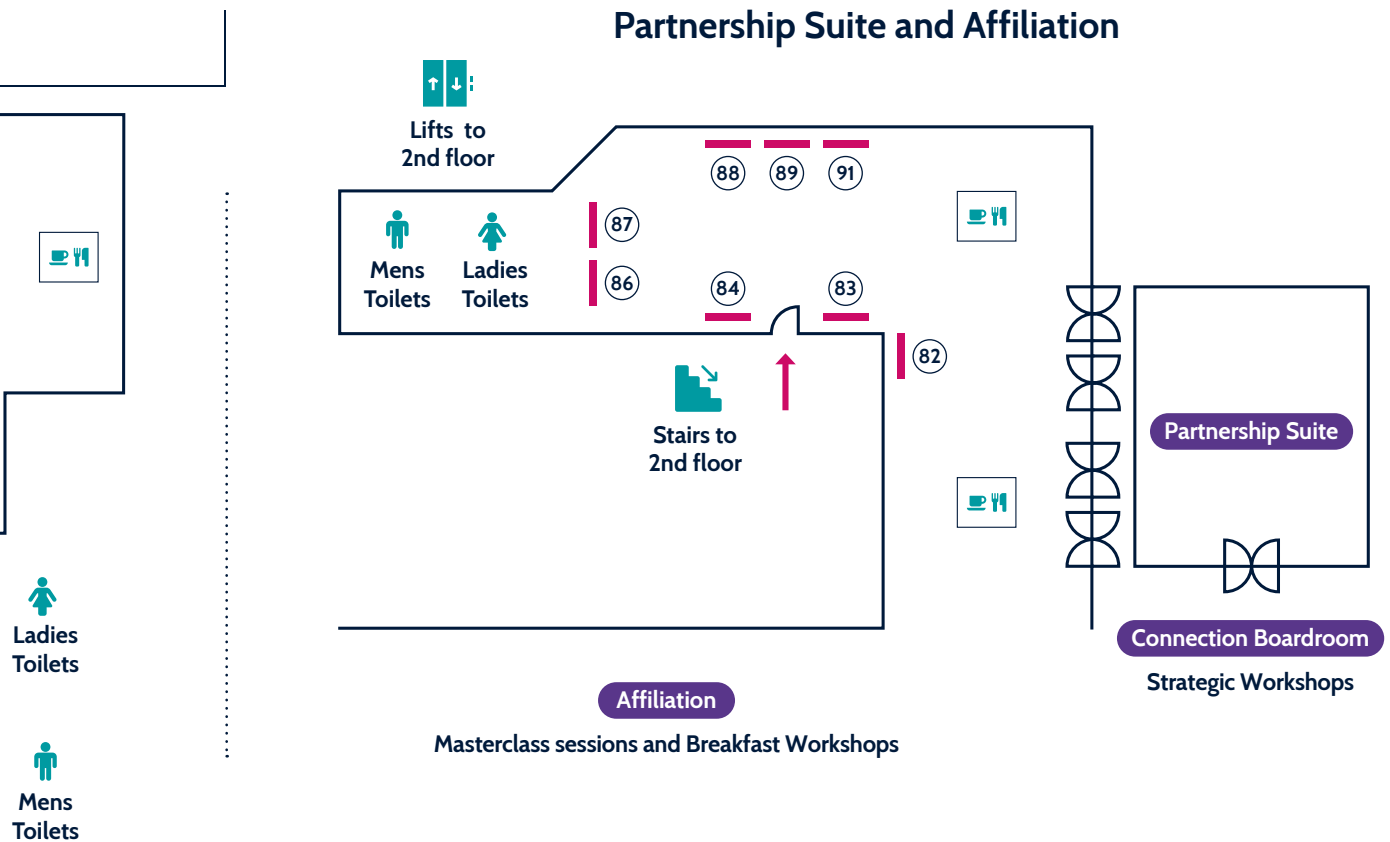 Partnership Suite and Affiliation
Lifts to
2nd floor
88
89
91
87
Mens
Toilets
Ladies
Toilets
86
84
83
82
Stairs to
2nd floor
Partnership Suite
Ladies
Toilets
Connection Boardroom
Strategic Workshops
Affiliation
Masterclass sessions and Breakfast Workshops
Mens
Toilets